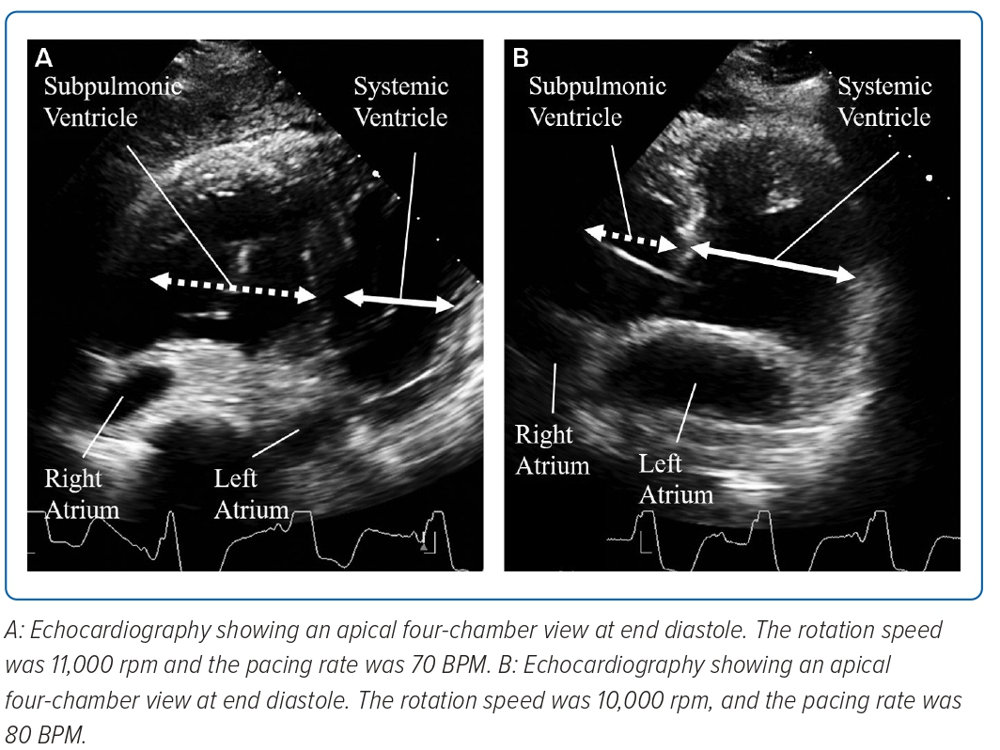 A
Subpulmonic
Ventricle
Systemic
Ventricle
Right
Atrium
Left
Atrium
B
Subpulmonic
Ventricle
Systemic
Ventricle
Right
Atrium
Left
Atrium
A: Echocardiography showing an apical four-chamber view at end diastole. The rotation speed
was 11,000 rpm and the pacing rate was 70 BPM. B: Echocardiography showing an apical
four-chamber view at end diastole. The rotation speed was 10,000 rpm, and the pacing rate was
80 BPM.